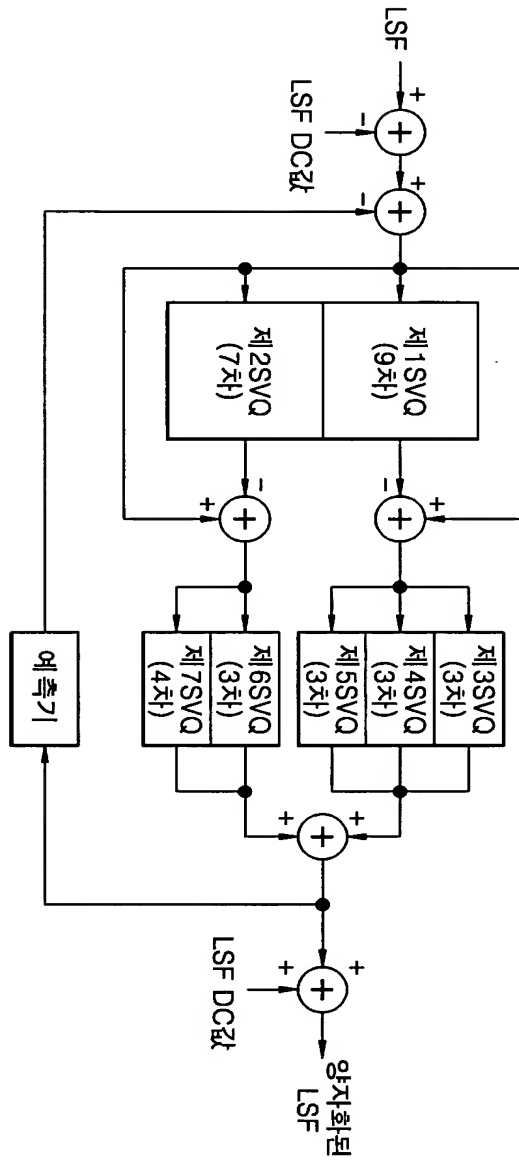 LSF
+
-
LSF DC값
+
-
제1SVQ
(9차)
제2SVQ
(7차)
-
+
-
+
제3SVQ
(3차)
제4SVQ
(3차)
제5SVQ
(3차)
제6SVQ
(3차)
제7SVQ
(4차)
예측기
+
+
+
+
LSF DC값
양자화된
LSF